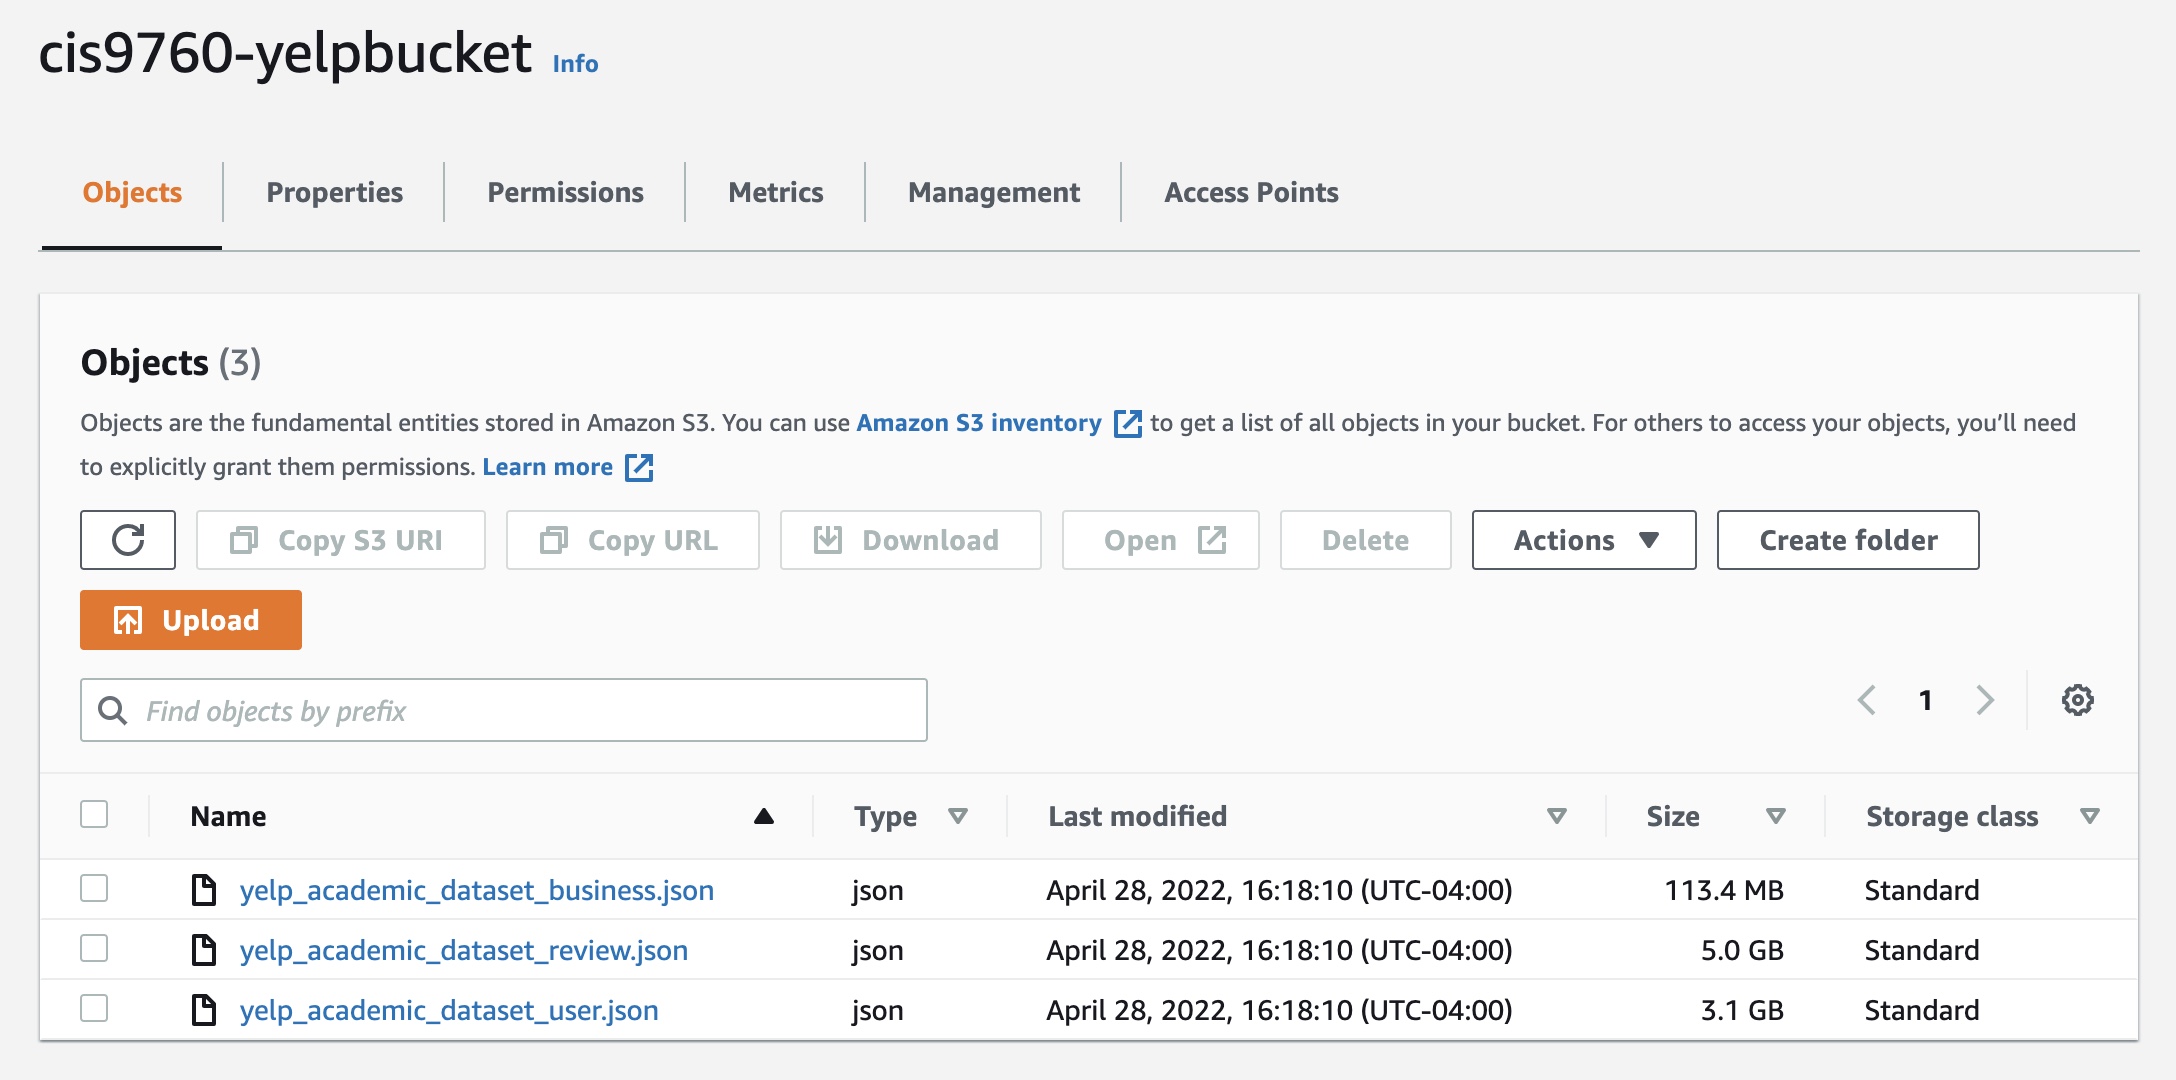 cis9760-yelpbucket Info
Objects Properties Permissions Metrics Management Access Points
Objects (3)
Objects are the fundamental entities stored in Amazon S3. You can use Amazon S3 inventory to get a list of all objects in your bucket. For others to access your objects, you’ll need
to explicitly grant them permissions. Learn more
Copy S3 URI Copy URL Download Open Delete Actions Create folder
Upload
Find objects by prefix 1
Name Type Last modified Size Storage class
yelp_academic_dataset_business.json json April 28, 2022, 16:18:10 (UTC-04:00) 113.4 MB Standard
yelp_academic_dataset_review.json json April 28, 2022, 16:18:10 (UTC-04:00) 5.0 GB Standard
yelp_academic_dataset_user.json json April 28, 2022, 16:18:10 (UTC-04:00) 3.1 GB Standard